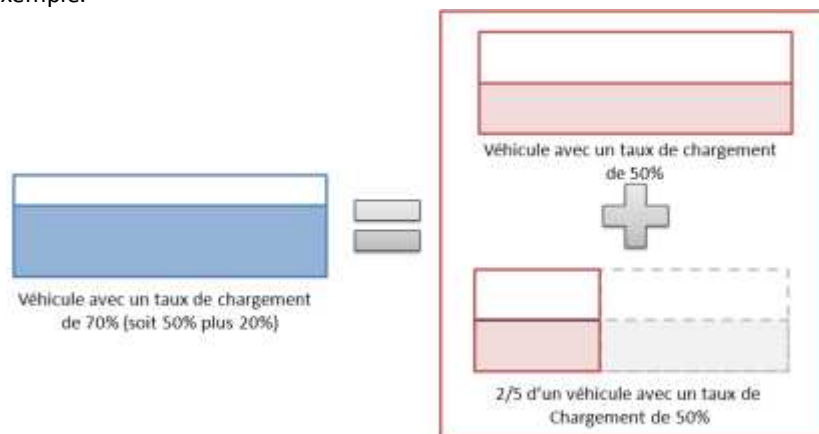 xemple:
Véhicule avec un taux de chargement
de 50%
Véhicule avec un taux de chargement
de 70% (soit 50% plus 20%)
2/5 d'un véhicule avec un taux de
Chargement de 50%